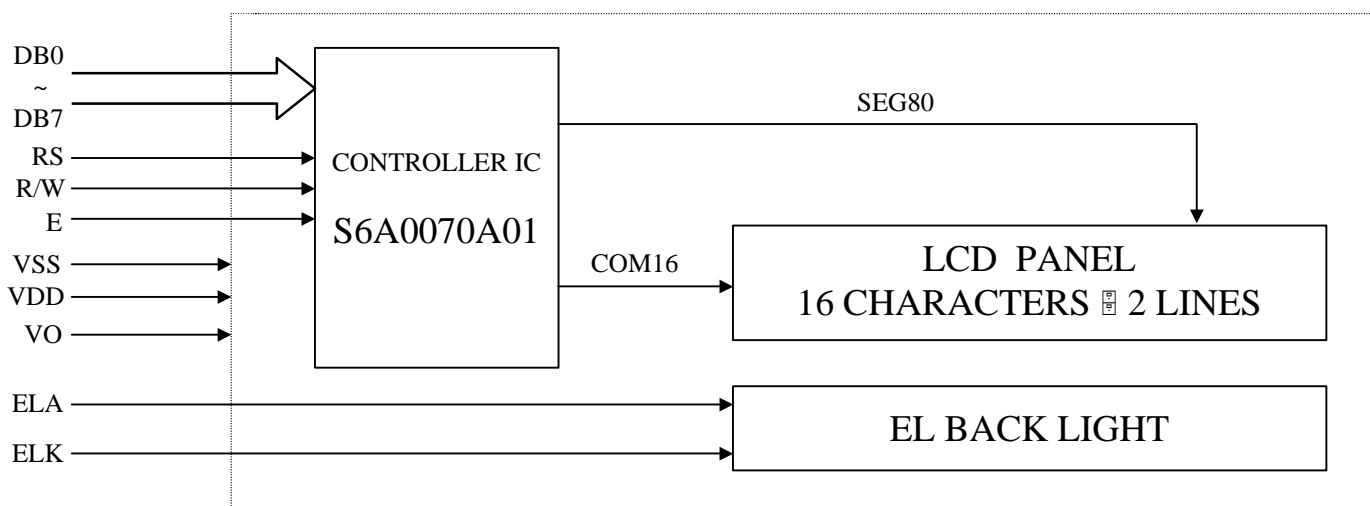 DB0
~
DB7
RS
R/W
E
VSS
VDD
VO
ELA
ELK
CONTROLLER IC
S6A0070A01
SEG80
COM16
LCD PANEL
16 CHARACTERS 2 LINES
EL BACK LIGHT